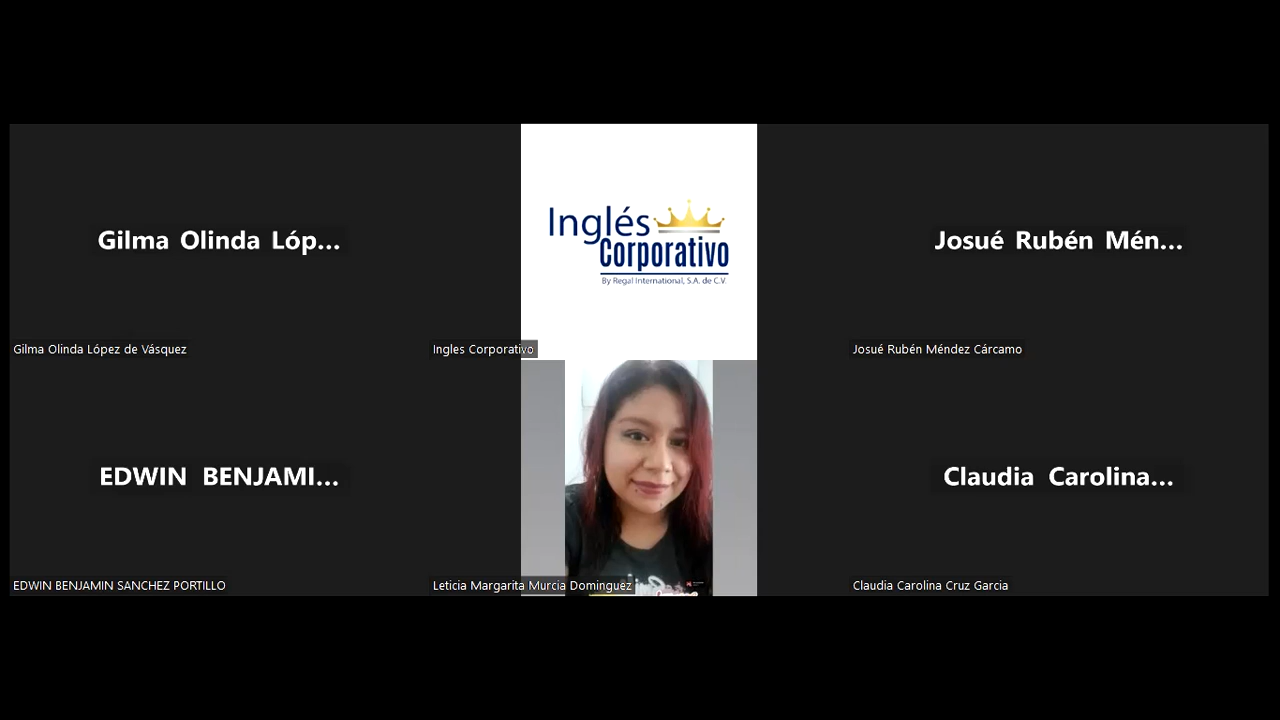 Gilma Olinda Lóp...
Inglés
Corporativo
By Regal International, S.A. de C.V.
Josué Rubén Mén...
Gilma Olinda López de Vásquez
Ingles Corporativo
Josué Rubén Méndez Cárcamo
EDWIN BENJAMI...
Claudia Carolina...
EDWIN BENJAMIN SANCHEZ PORTILLO
Leticia Margarita Murcia Dominguez
Claudia Carolina Cruz Garcia